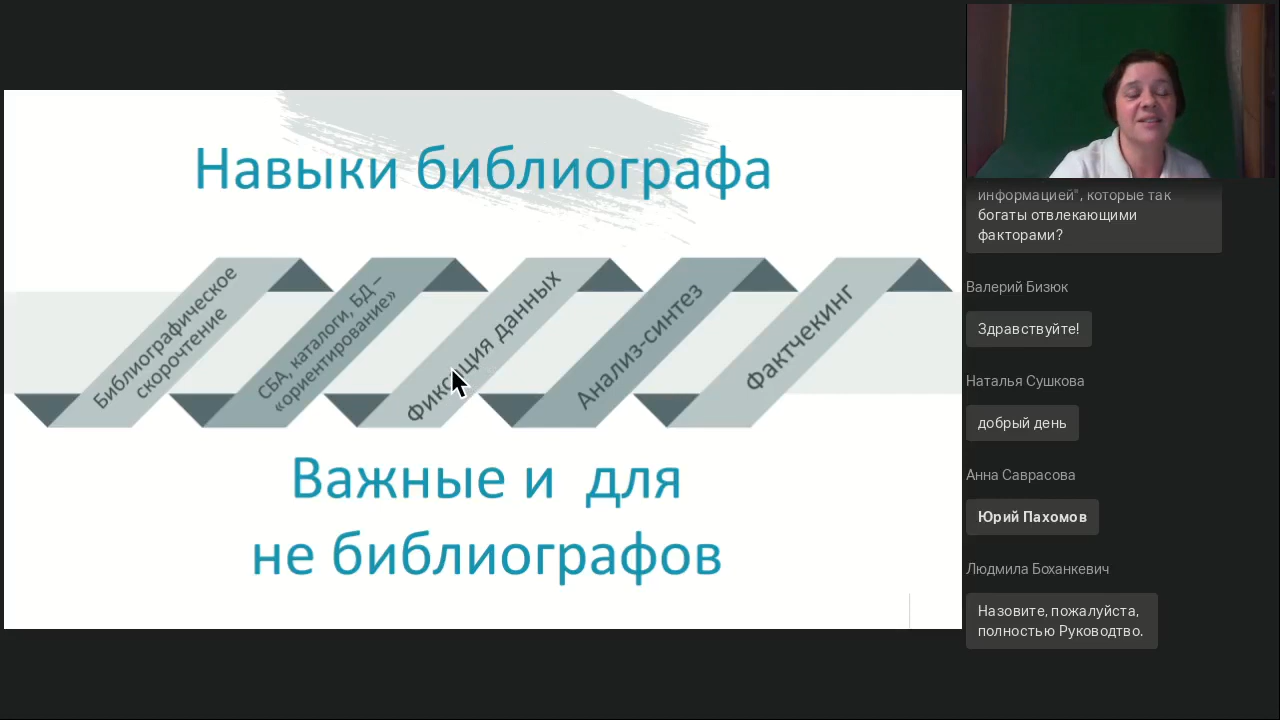 Навыки библиографа
Библиографическое
скорочтение
СБА, каталоги, БД –
«ориентирование»
Фиксация данных
Анализ-синтез
Фактчекинг
Важные и для
не библиографов
информацией", которые так
богаты отвлекающими
факторами?
Валерий Бизюк
Здравствуйте!
Наталья Сушкова
добрый день
Анна Саврасова
Юрий Пахомов
Людмила Боханкевич
Назовите, пожалуйста,
полностью Руководтво.